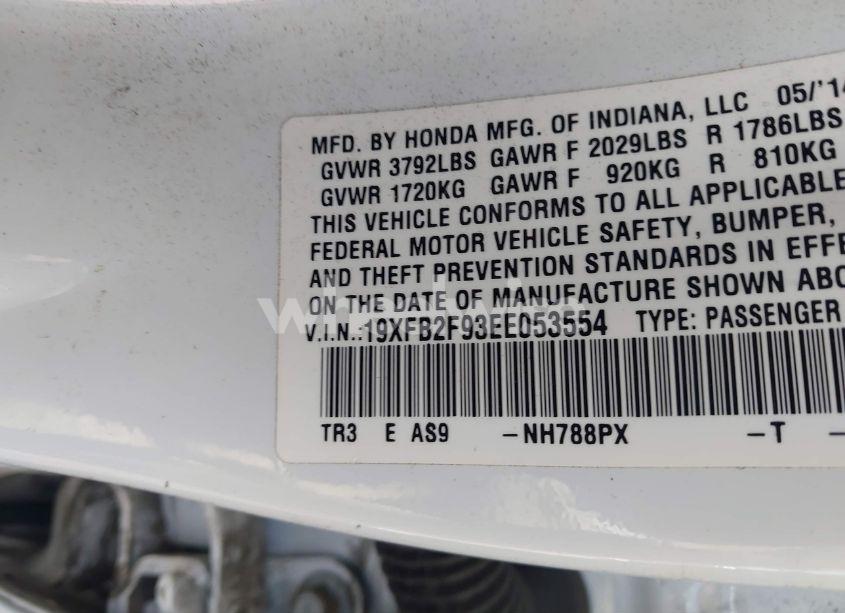 MFD. BY HONDA MFG. OF INDIANA, LLC 05/'14
GVWR 3792LBS GAWR F 2029LBS R 1786LBS
GVWR 1720KG GAWR F 920KG R 810KG
THIS VEHICLE CONFORMS TO ALL APPLICABLE
FEDERAL MOTOR VEHICLE SAFETY, BUMPER,
AND THEFT PREVENTION STANDARDS IN EFFE
ON THE DATE OF MANUFACTURE SHOWN ABO
V.I.N.:19XFB2F93EE053554 TYPE: PASSENGER
TR3 E AS9 -NH788PX -T -